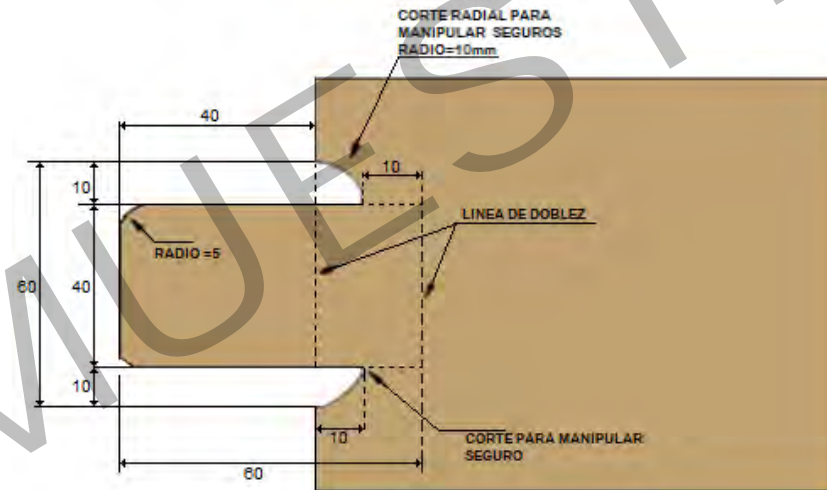 CORTE RADIAL PARA
MANIPULAR SEGUROS
RADIO=10mm
40
10
10
LINEA DE DOBLEZ
RADIO =5
60
40
10
10
CORTE PARA MANIPULAR
SEGURO
60
MUEST